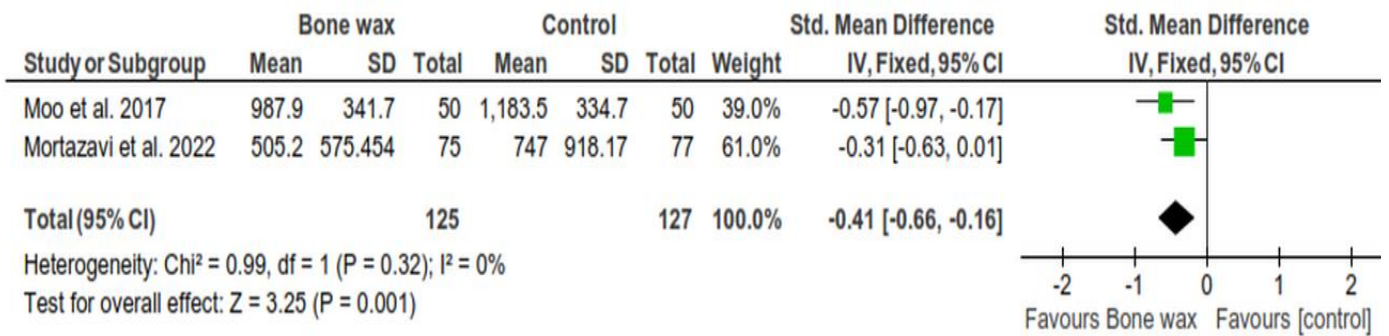 Bone wax Control Std. Mean Difference Std. Mean Difference
Study or Subgroup Mean SD Total Mean SD Total Weight IV, Fixed, 95% CI IV, Fixed, 95% CI
Moo et al. 2017 987.9 341.7 50 1,183.5 334.7 50 39.0% -0.57 [-0.97, -0.17]
Mortazavi et al. 2022 505.2 575.454 75 747 918.17 77 61.0% -0.31 [-0.63, 0.01]
Total (95% CI) 125 127 100.0% -0.41 [-0.66, -0.16]
Heterogeneity: Chi² = 0.99, df = 1 (P = 0.32); I² = 0%
Test for overall effect: Z = 3.25 (P = 0.001)
-2 -1 0 1 2
Favours Bone wax Favours [control]